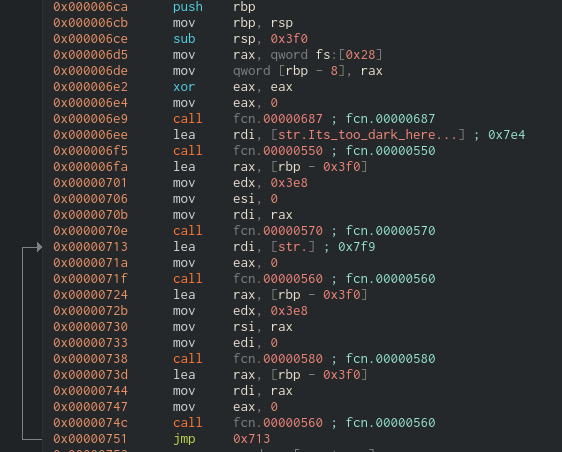 0x000006ca push rbp
0x000006cb mov rbp, rsp
0x000006ce sub rsp, 0x3f0
0x000006d5 mov rax, qword fs:[0x28]
0x000006de mov qword [rbp - 8], rax
0x000006e2 xor eax, eax
0x000006e4 mov eax, 0
0x000006e9 call fcn.00000687 ; fcn.00000687
0x000006ee lea rdi, [str.Its_too_dark_here...] ; 0x7e4
0x000006f5 call fcn.00000550 ; fcn.00000550
0x000006fa lea rax, [rbp - 0x3f0]
0x00000701 mov edx, 0x3e8
0x00000706 mov esi, 0
0x0000070b mov rdi, rax
0x0000070e call fcn.00000570 ; fcn.00000570
0x00000713 lea rdi, [str.] ; 0x7f9
0x0000071a mov eax, 0
0x0000071f call fcn.00000560 ; fcn.00000560
0x00000724 lea rax, [rbp - 0x3f0]
0x0000072b mov edx, 0x3e8
0x00000730 mov rsi, rax
0x00000733 mov edi, 0
0x00000738 call fcn.00000580 ; fcn.00000580
0x0000073d lea rax, [rbp - 0x3f0]
0x00000744 mov rdi, rax
0x00000747 mov eax, 0
0x0000074c call fcn.00000560 ; fcn.00000560
0x00000751 jmp 0x713